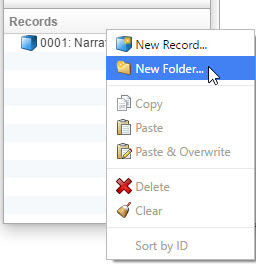 Records
0001: Narra
New Record...
New Folder...
Copy
Paste
Paste & Overwrite
Delete
Clear
Sort by ID